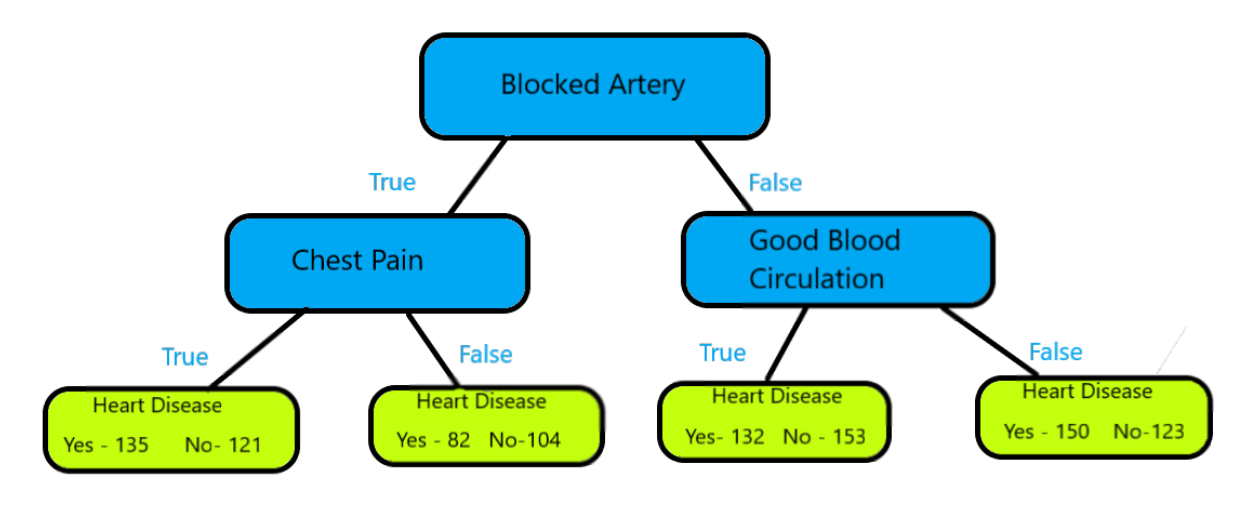 Blocked Artery
True
False
Chest Pain
Good Blood
Circulation
True
False
True
False
Heart Disease
Yes - 135 No- 121
Heart Disease
Yes - 82 No-104
Heart Disease
Yes- 132 No - 153
Heart Disease
Yes - 150 No-123